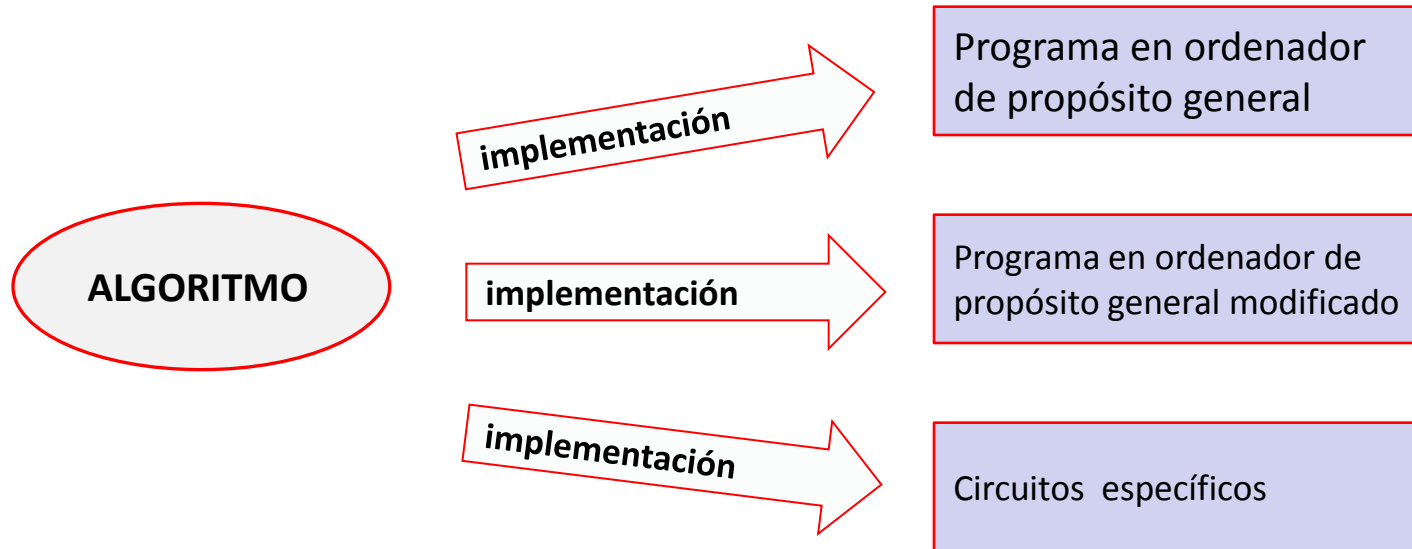 ALGORITMO
implementación
Programa en ordenador
de propósito general
implementación
Programa en ordenador de
propósito general modificado
implementación
Circuitos específicos